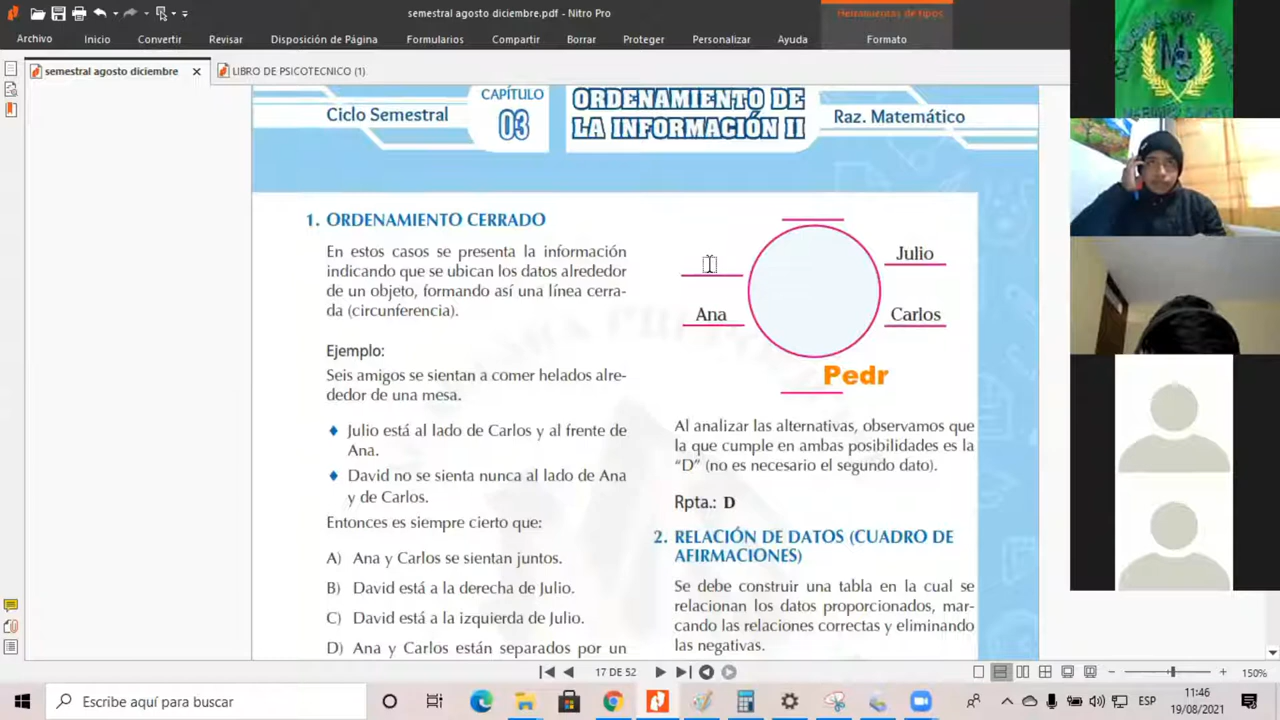 semestral agosto diciembre.pdf - Nitro Pro
Herramientas de tipos
Archivo Inicio Convertir Revisar Disposición de Página Formularios Compartir Borrar Proteger Personalizar Ayuda Formato
semestral agosto diciembre
LIBRO DE PSICOTECNICO (1)
Ciclo Semestral
CAPÍTULO
03
ORDENAMIENTO DE
LA INFORMACIÓN II
Raz. Matemático
1. ORDENAMIENTO CERRADO
En estos casos se presenta la información
indicando que se ubican los datos alrededor
de un objeto, formando así una línea cerra-
da (circunferencia).
Ejemplo:
Seis amigos se sientan a comer helados alre-
dedor de una mesa.
♦ Julio está al lado de Carlos y al frente de
Ana.
♦ David no se sienta nunca al lado de Ana
y de Carlos.
Entonces es siempre cierto que:
A) Ana y Carlos se sientan juntos.
B) David está a la derecha de Julio.
C) David está a la izquierda de Julio.
D) Ana y Carlos están separados por un
Julio
Ana
Carlos
Pedr
Al analizar las alternativas, observamos que
la que cumple en ambas posibilidades es la
“D” (no es necesario el segundo dato).
Rpta.: D
2. RELACIÓN DE DATOS (CUADRO DE
AFIRMACIONES)
Se debe construir una tabla en la cual se
relacionan los datos proporcionados, mar-
cando las relaciones correctas y eliminando
las negativas.
17 DE 52
150%
Escribe aquí para buscar
ESP
11:46
19/08/2021